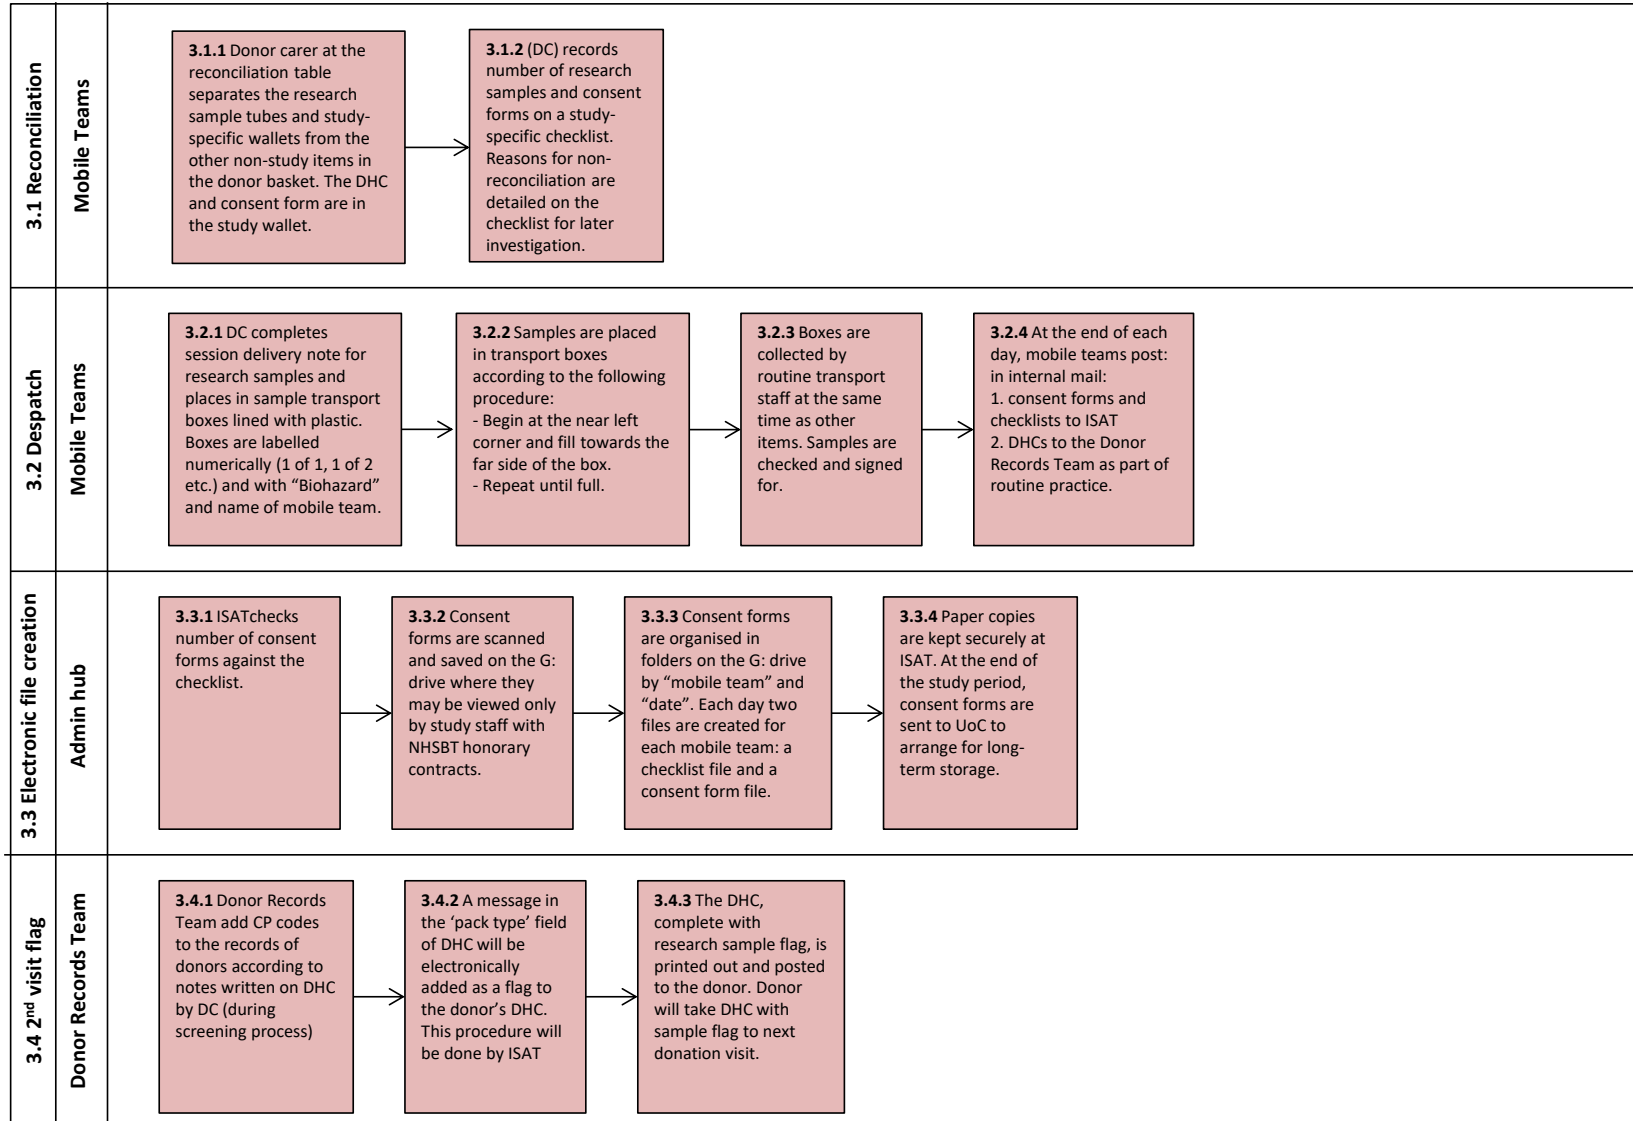 3.1 Reconciliation
Mobile Teams
3.1.1 Donor carer at the
reconciliation table
separates the research
sample tubes and study-
specific wallets from the
other non-study items in
the donor basket. The DHC
and consent form are in
the study wallet.
3.1.2 (DC) records
number of research
samples and consent
forms on a study-
specific checklist.
Reasons for non-
reconciliation are
detailed on the
checklist for later
investigation.
3.2 Despatch
Mobile Teams
3.2.1 DC completes
session delivery note for
research samples and
places in sample transport
boxes lined with plastic.
Boxes are labelled
numerically (1 of 1, 1 of 2
etc.) and with “Biohazard”
and name of mobile team.
3.2.2 Samples are placed
in transport boxes
according to the following
procedure:
- Begin at the near left
corner and fill towards the
far side of the box.
- Repeat until full.
3.2.3 Boxes are
collected by
routine transport
staff at the same
time as other
items. Samples are
checked and signed
for.
3.2.4 At the end of each
day, mobile teams post:
in internal mail:
1. consent forms and
checklists to ISAT
2. DHCs to the Donor
Records Team as part of
routine practice.
3.3 Electronic file creation
Admin hub
3.3.1 ISATchecks
number of consent
forms against the
checklist.
3.3.2 Consent
forms are scanned
and saved on the G:
drive where they
may be viewed only
by study staff with
NHSBT honorary
contracts.
3.3.3 Consent forms
are organised in
folders on the G: drive
by “mobile team” and
“date”. Each day two
files are created for
each mobile team: a
checklist file and a
consent form file.
3.3.4 Paper copies
are kept securely at
ISAT. At the end of
the study period,
consent forms are
sent to UoC to
arrange for long-
term storage.
3.4 2nd visit flag
Donor Records Team
3.4.1 Donor Records
Team add CP codes
to the records of
donors according to
notes written on DHC
by DC (during
screening process)
3.4.2 A message in
the ‘pack type’ field
of DHC will be
electronically
added as a flag to
the donor’s DHC.
This procedure will
be done by ISAT
3.4.3 The DHC,
complete with
research sample flag, is
printed out and posted
to the donor. Donor
will take DHC with
sample flag to next
donation visit.